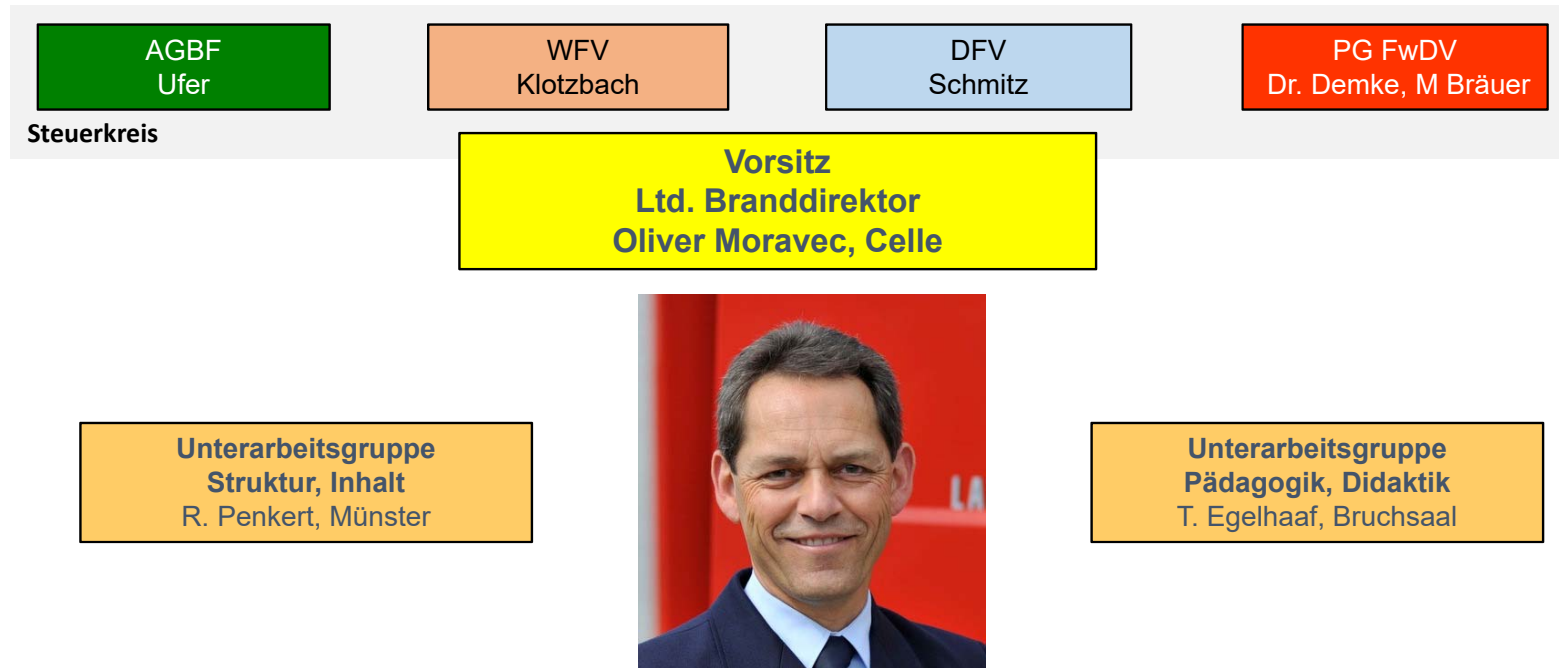 AGBF
Ufer
WFV
Klotzbach
DFV
Schmitz
PG FwDV
Dr. Demke, M Bräuer
Steuerkreis
Vorsitz
Ltd. Branddirektor
Oliver Moravec, Celle
Unterarbeitsgruppe
Struktur, Inhalt
R. Penkert, Münster
LA
Unterarbeitsgruppe
Pädagogik, Didaktik
T. Egelhaaf, Bruchsaal